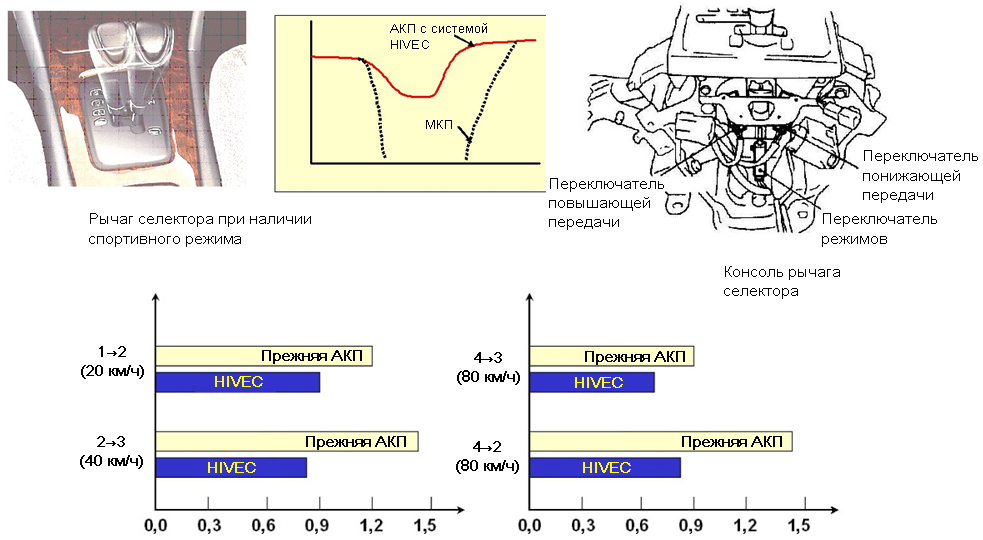 АКП с системой
HIVEC
МКП
Переключатель
повышающей
передачи
Переключатель
понижающей
передачи
Переключатель
режимов
Рычаг селектора при наличии
спортивного режима
Консоль рычага
селектора
1→2
(20 км/ч)
Прежняя АКП
HIVEC
2→3
(40 км/ч)
Прежняя АКП
HIVEC
0,0 0,3 0,6 0,9 1,2 1,5
4→3
(80 км/ч)
Прежняя АКП
HIVEC
4→2
(80 км/ч)
Прежняя АКП
HIVEC
0,0 0,3 0,6 0,9 1,2 1,5